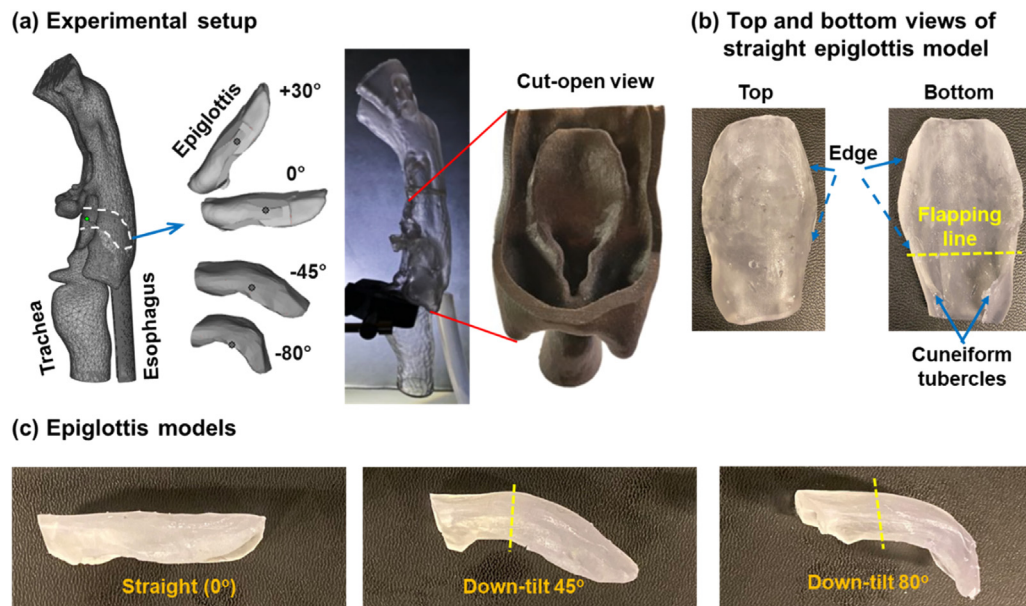 (a) Experimental setup
Epiglottis
+30°
0°
-45°
-80°
Trachea
Esophagus
Cut-open view
(b) Top and bottom views of
straight epiglottis model
Top
Bottom
Edge
Flapping
line
Cuneiform
tubercles
(c) Epiglottis models
Straight (0°)
Down-tilt 45°
Down-tilt 80°